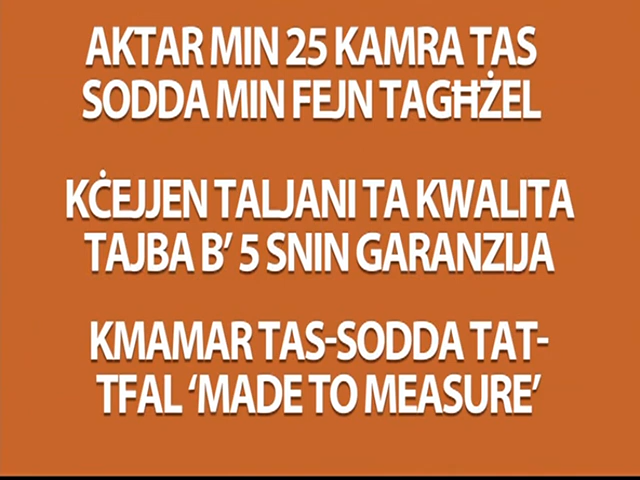 AKTAR MIN 25 KAMRA TAS
SODDA MIN FEJN TAGĦŻEL
KĊEJJEN TALJANI TA KWALITA
TAJBA B’ 5 SNIN GARANZIJA
KMAMAR TAS-SODDA TAT-
TFAL ‘MADE TO MEASURE’